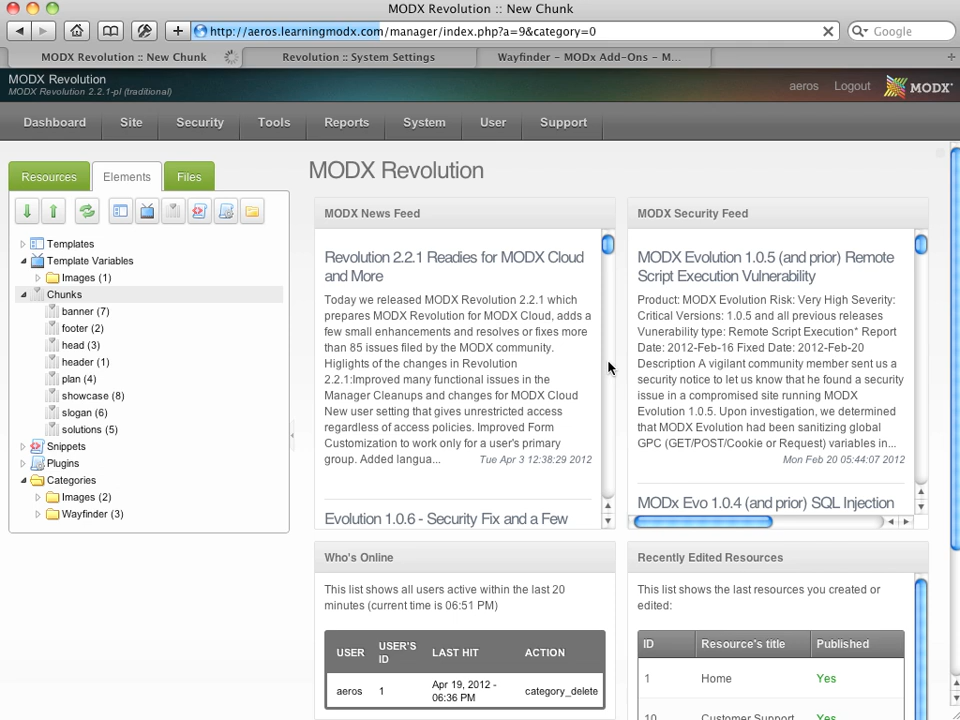 MODX Revolution :: New Chunk
http://aeros.learningmodx.com/manager/index.php?a=9&category=0
Google
MODX Revolution :: New Chunk
Revolution :: System Settings
Wayfinder - MODx Add-Ons - M...
MODX Revolution
MODX Revolution 2.2.1-pl (traditional)
aeros
Logout
MODX
Dashboard
Site
Security
Tools
Reports
System
User
Support
Resources
Elements
Files
Templates
Template Variables
Images (1)
Chunks
banner (7)
footer (2)
head (3)
header (1)
plan (4)
showcase (8)
slogan (6)
solutions (5)
Snippets
Plugins
Categories
Images (2)
Wayfinder (3)
MODX Revolution
MODX News Feed
Revolution 2.2.1 Readies for MODX Cloud
and More
Today we released MODX Revolution 2.2.1 which
prepares MODX Revolution for MODX Cloud, adds a
few small enhancements and resolves or fixes more
than 85 issues filed by the MODX community.
Higlights of the changes in Revolution
2.2.1:Improved many functional issues in the
Manager Cleanups and changes for MODX Cloud
New user setting that gives unrestricted access
regardless of access policies. Improved Form
Customization to work only for a user's primary
group. Added langua...
Tue Apr 3 12:38:29 2012
Evolution 1.0.6 - Security Fix and a Few
MODX Security Feed
MODX Evolution 1.0.5 (and prior) Remote
Script Execution Vulnerability
Product: MODX Evolution Risk: Very High Severity:
Critical Versions: 1.0.5 and all previous releases
Vunerability type: Remote Script Execution* Report
Date: 2012-Feb-16 Fixed Date: 2012-Feb-20
Description A vigilant community member sent us a
security notice to let us know that he found a security
issue in a compromised site running MODX
Evolution 1.0.5. Upon investigation, we determined
that MODX Evolution had been sanitizing global
GPC (GET/POST/Cookie or Request) variables in...
Mon Feb 20 05:44:07 2012
MODx Evo 1.0.4 (and prior) SQL Injection
Who's Online
This list shows all users active within the last 20
minutes (current time is 06:51 PM)
USER
USER'S
ID
LAST HIT
ACTION
aeros
1
Apr 19, 2012 -
06:36 PM
category_delete
Recently Edited Resources
This list shows the last resources you created or
edited:
ID
Resource's title
Published
1
Home
Yes
10
Customer Support
Yes